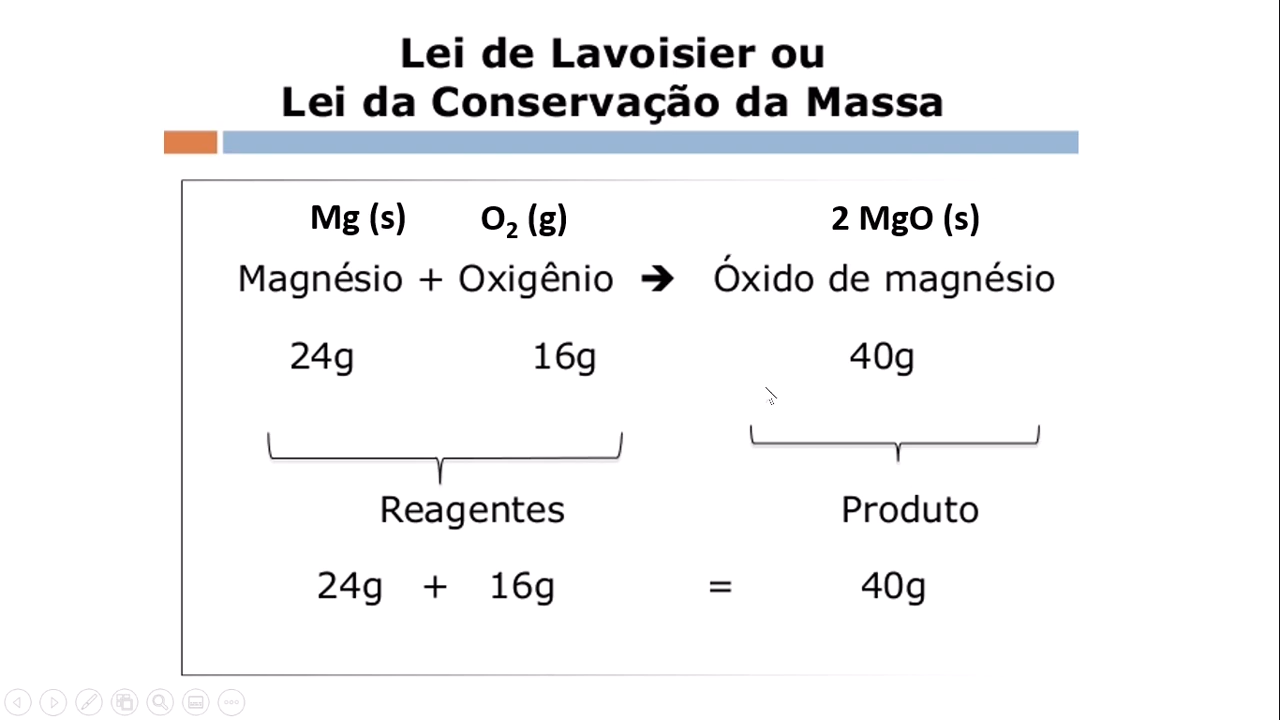 Lei de Lavoisier ou
Lei da Conservação da Massa
Mg (s) O₂ (g) 2 MgO (s)
Magnésio + Oxigênio ➔ Óxido de magnésio
24g 16g 40g
Reagentes Produto
24g + 16g = 40g